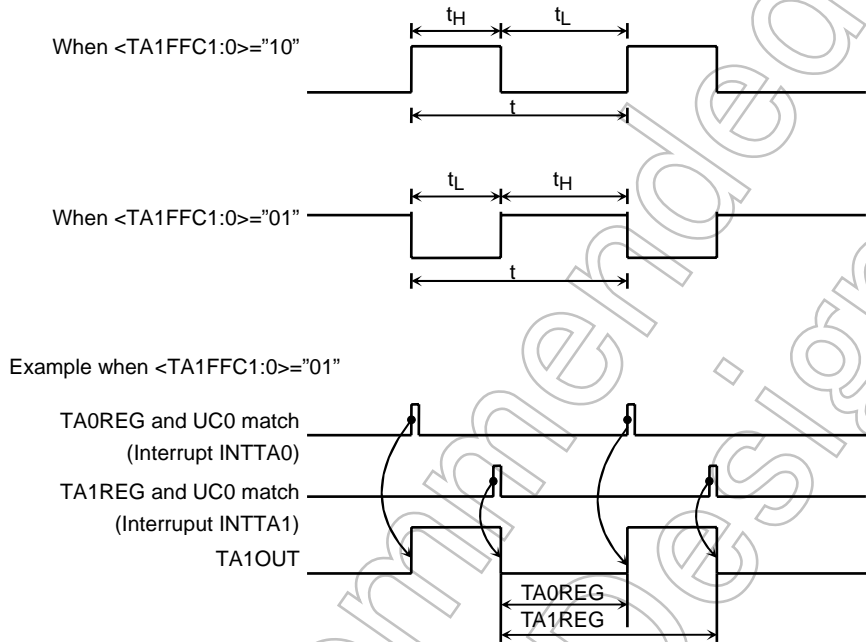 tH tL
When <TA1FFC1:0>="10"
t
tL tH
When <TA1FFC1:0>="01"
t
Example when <TA1FFC1:0>="01"
TA0REG and UC0 match
(Interrupt INTTA0)
TA1REG and UC0 match
(Interruput INTTA1)
TA1OUT
TA0REG
TA1REG